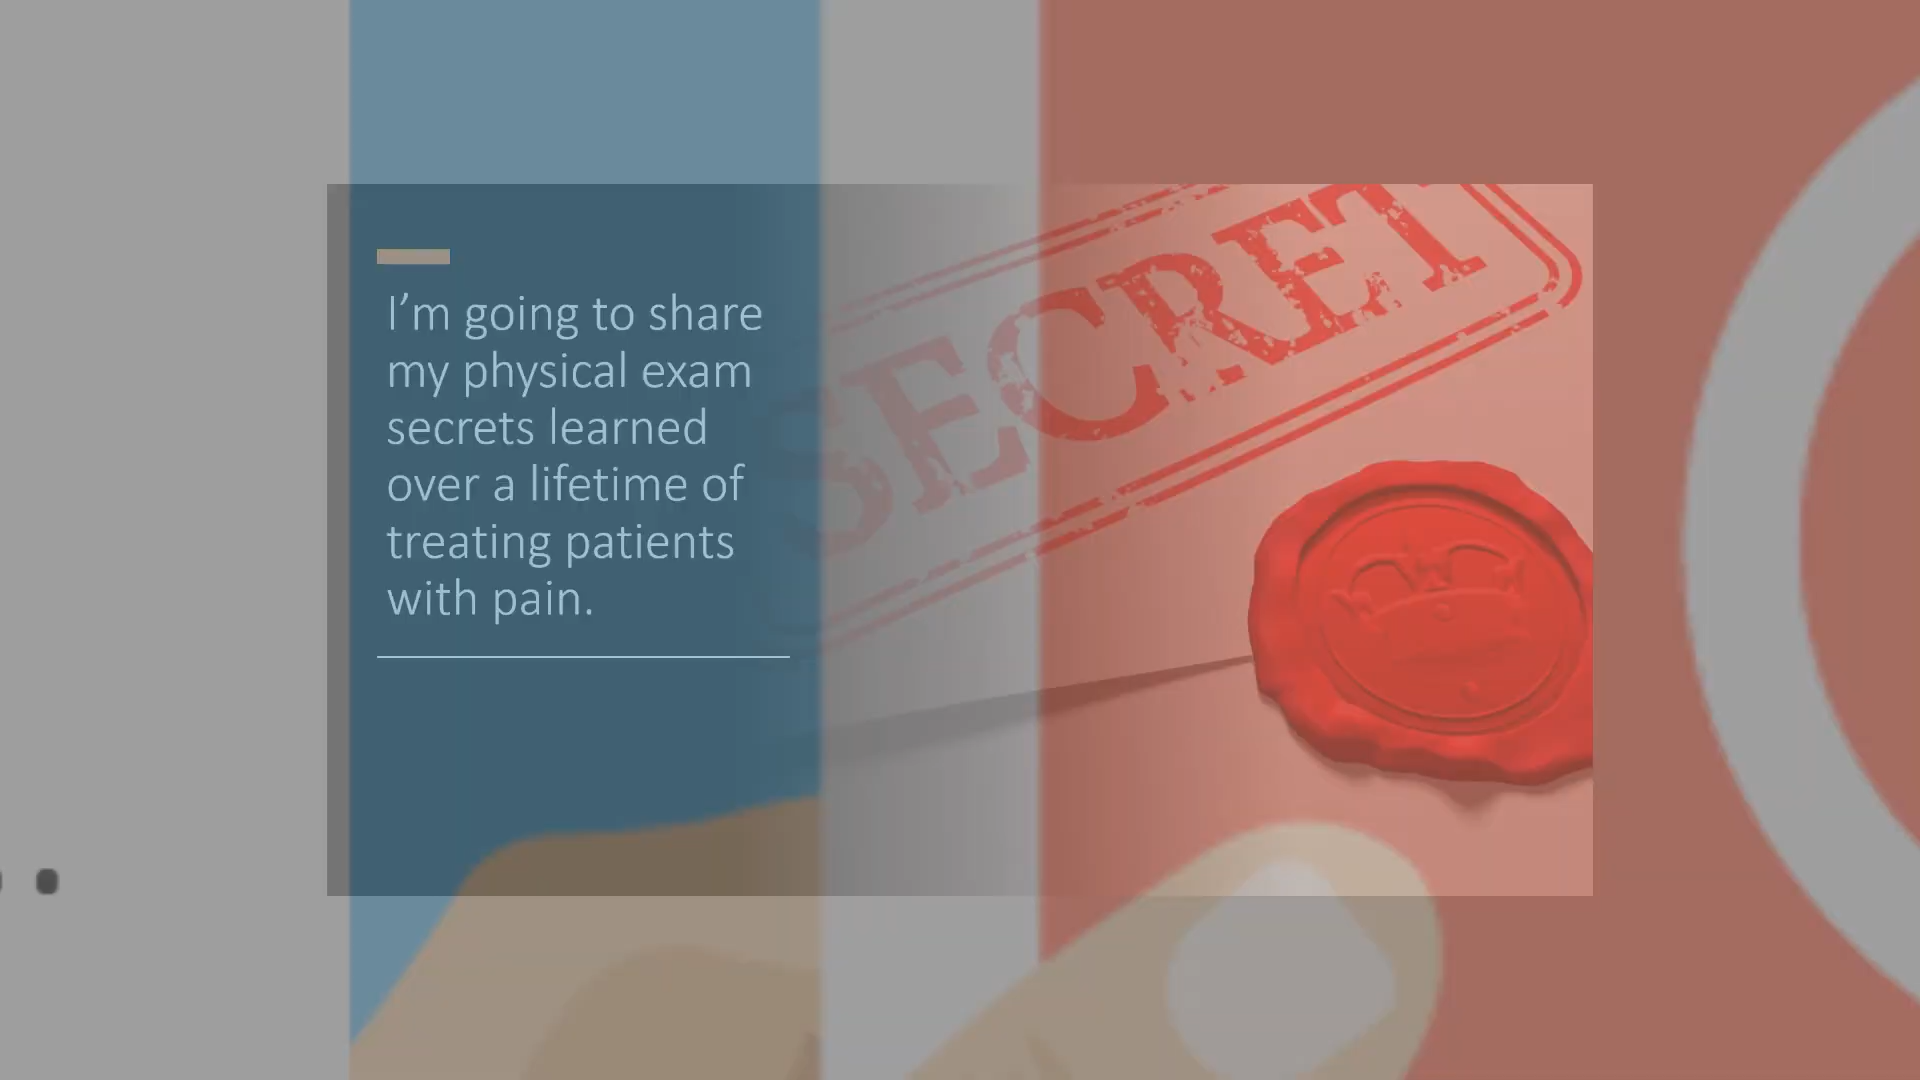 I’m going to share
my physical exam
secrets learned
over a lifetime of
treating patients
with pain.
SECRET